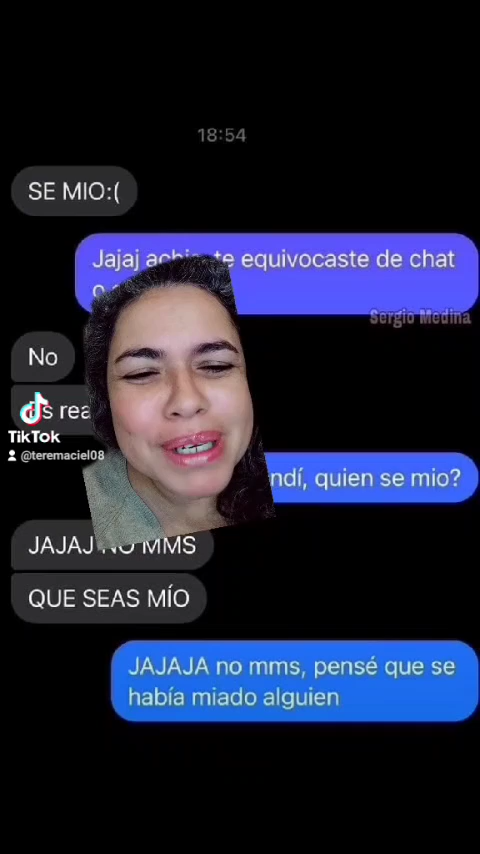 18:54
SE MIO:(
Jajaj te equivocaste de chat
Sergio Medina
No
TikTok
@teremaciel08
quien se mio?
JAJAJ NO MMS
QUE SEAS MÍO
JAJAJA no mms, pensé que se
había miado alguien